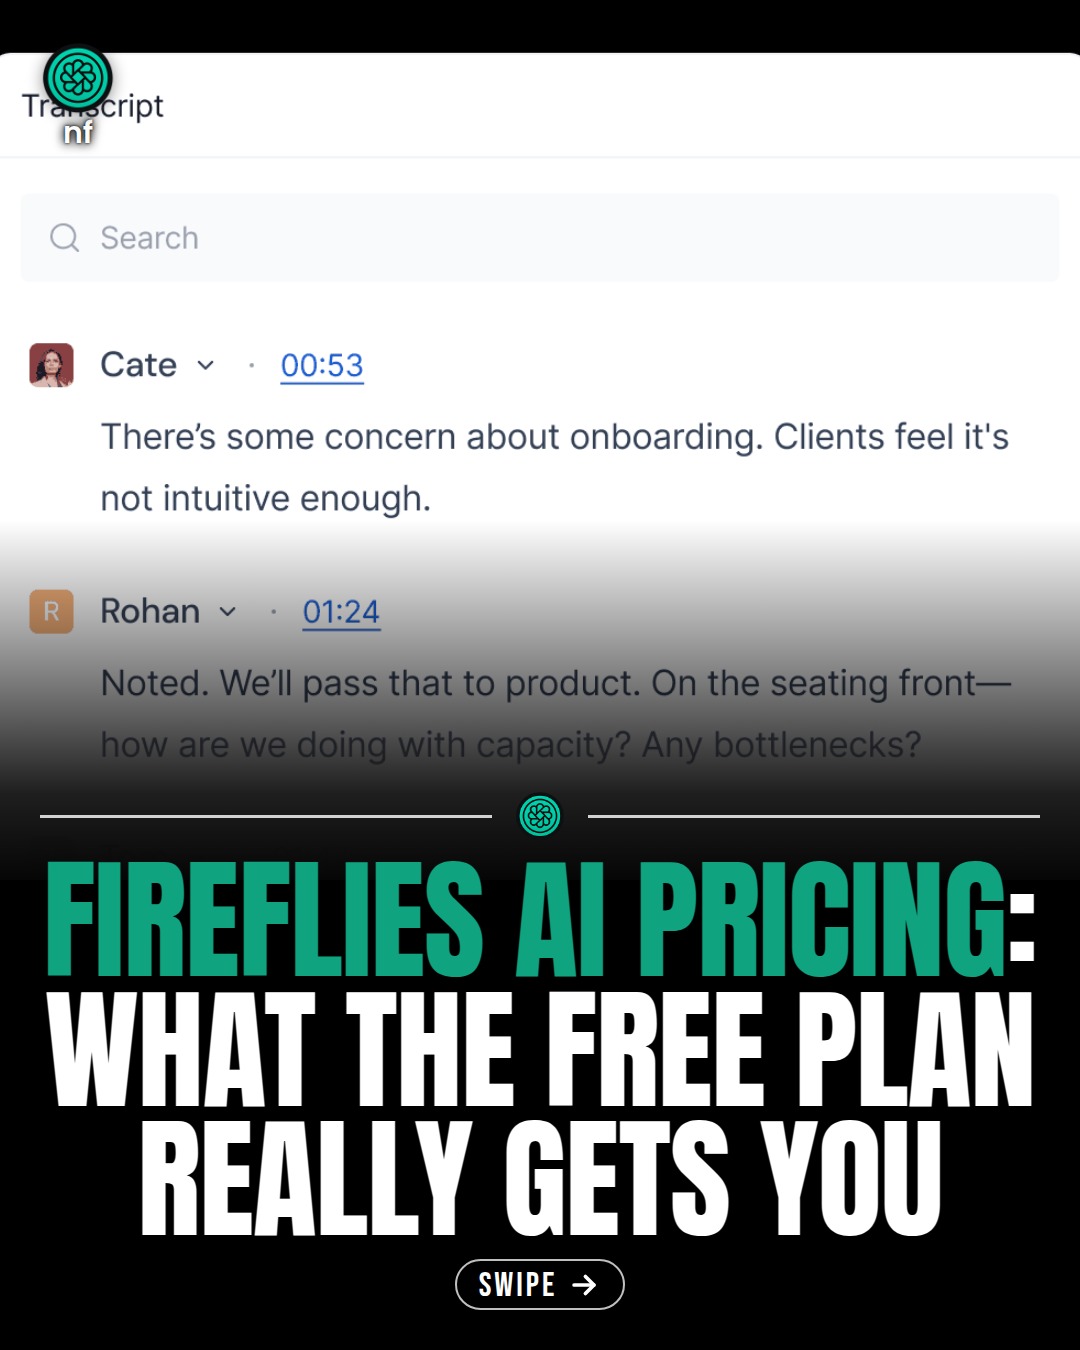 Transcript
nf
Search
Cate · 00:53
There’s some concern about onboarding. Clients feel it's
not intuitive enough.
R Rohan · 01:24
Noted. We’ll pass that to product. On the seating front—
how are we doing with capacity? Any bottlenecks?
FIREFLIES AI PRICING:
WHAT THE FREE PLAN
REALLY GETS YOU
SWIPE →